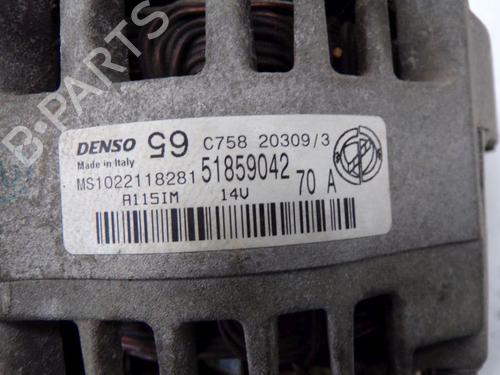 B-PARTS
DENSO 65 C758 20309/3
Made in Italy
MS1022118281 51859042 70 A
A115IM 14V